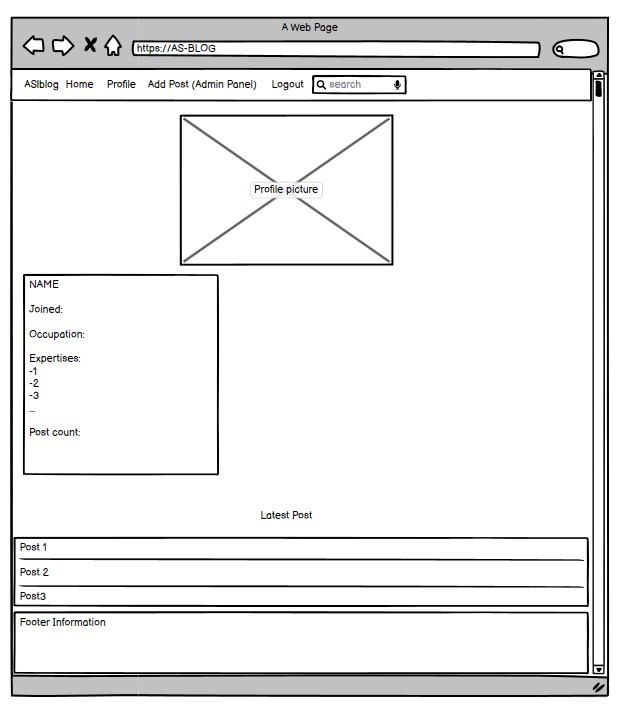 A Web Page
https://AS-BLOG
ASIblog Home Profile Add Post (Admin Panel) Logout search
Profile picture
NAME
Joined:
Occupation:
Expertises:
-1
-2
-3
...
Post count:
Latest Post
Post 1
Post 2
Post3
Footer Information